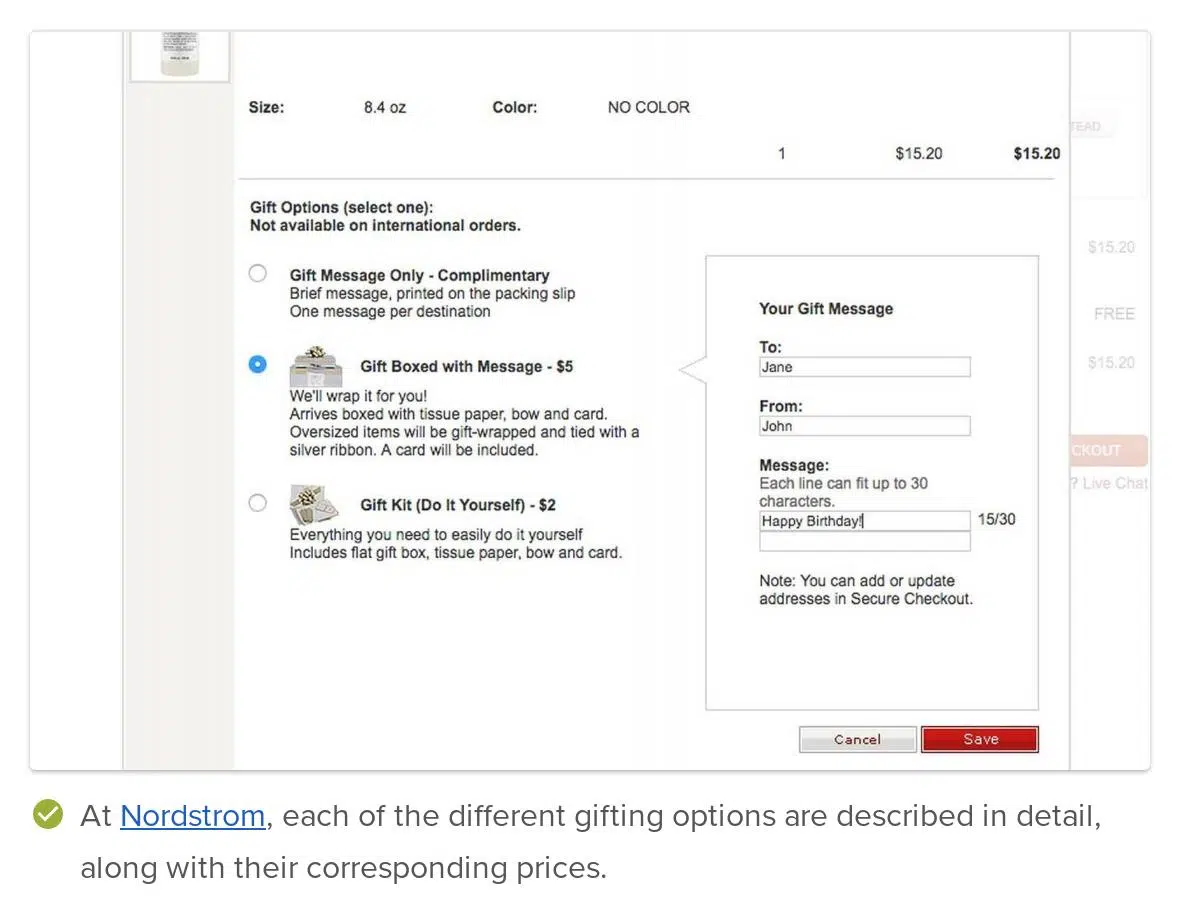 Size: 8.4 oz Color: NO COLOR
TEAD
1 $15.20 $15.20
Gift Options (select one):
Not available on international orders.
$15.20
Gift Message Only - Complimentary
Brief message, printed on the packing slip
One message per destination
Gift Boxed with Message - $5
We'll wrap it for you!
Arrives boxed with tissue paper, bow and card.
Oversized items will be gift-wrapped and tied with a
silver ribbon. A card will be included.
Gift Kit (Do It Yourself) - $2
Everything you need to easily do it yourself
Includes flat gift box, tissue paper, bow and card.
Your Gift Message
To:
Jane
From:
John
Message:
Each line can fit up to 30
characters.
Happy Birthday! 15/30
Note: You can add or update
addresses in Secure Checkout.
FREE
$15.20
CKOUT
? Live Chat
Cancel Save
At Nordstrom, each of the different gifting options are described in detail,
along with their corresponding prices.